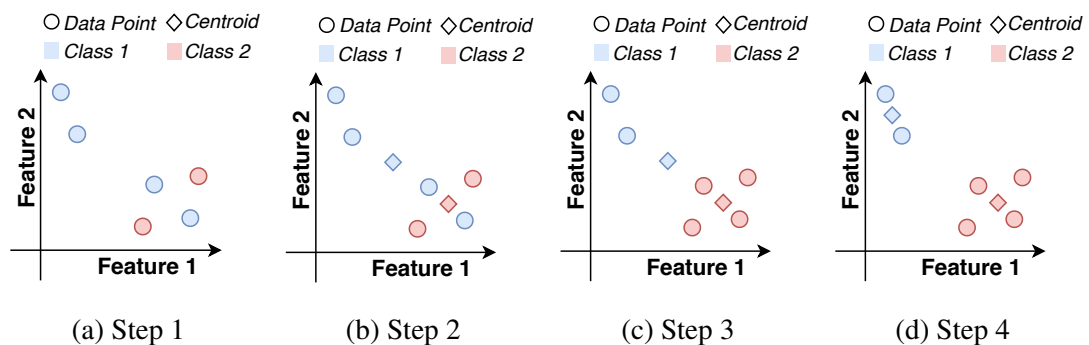 Data Point Centroid
Class 1 Class 2
Feature 2
Feature 1
(a) Step 1
Data Point Centroid
Class 1 Class 2
Feature 2
Feature 1
(b) Step 2
Data Point Centroid
Class 1 Class 2
Feature 2
Feature 1
(c) Step 3
Data Point Centroid
Class 1 Class 2
Feature 2
Feature 1
(d) Step 4